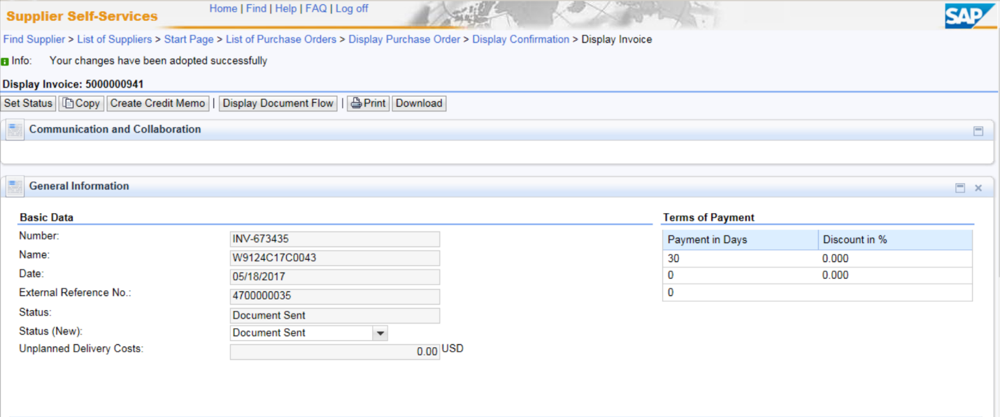 Supplier Self-Services
Home | Find | Help | FAQ | Log off
SAP
Find Supplier > List of Suppliers > Start Page > List of Purchase Orders > Display Purchase Order > Display Confirmation > Display Invoice
Info: Your changes have been adopted successfully
Display Invoice: 5000000941
Set Status Copy Create Credit Memo | Display Document Flow | Print Download
Communication and Collaboration
General Information
Basic Data
Number: INV-673435
Name: W9124C17C0043
Date: 05/18/2017
External Reference No.: 4700000035
Status: Document Sent
Status (New): Document Sent
Unplanned Delivery Costs: 0.00 USD
Terms of Payment
Payment in Days Discount in %
30 0.000
0 0.000
0